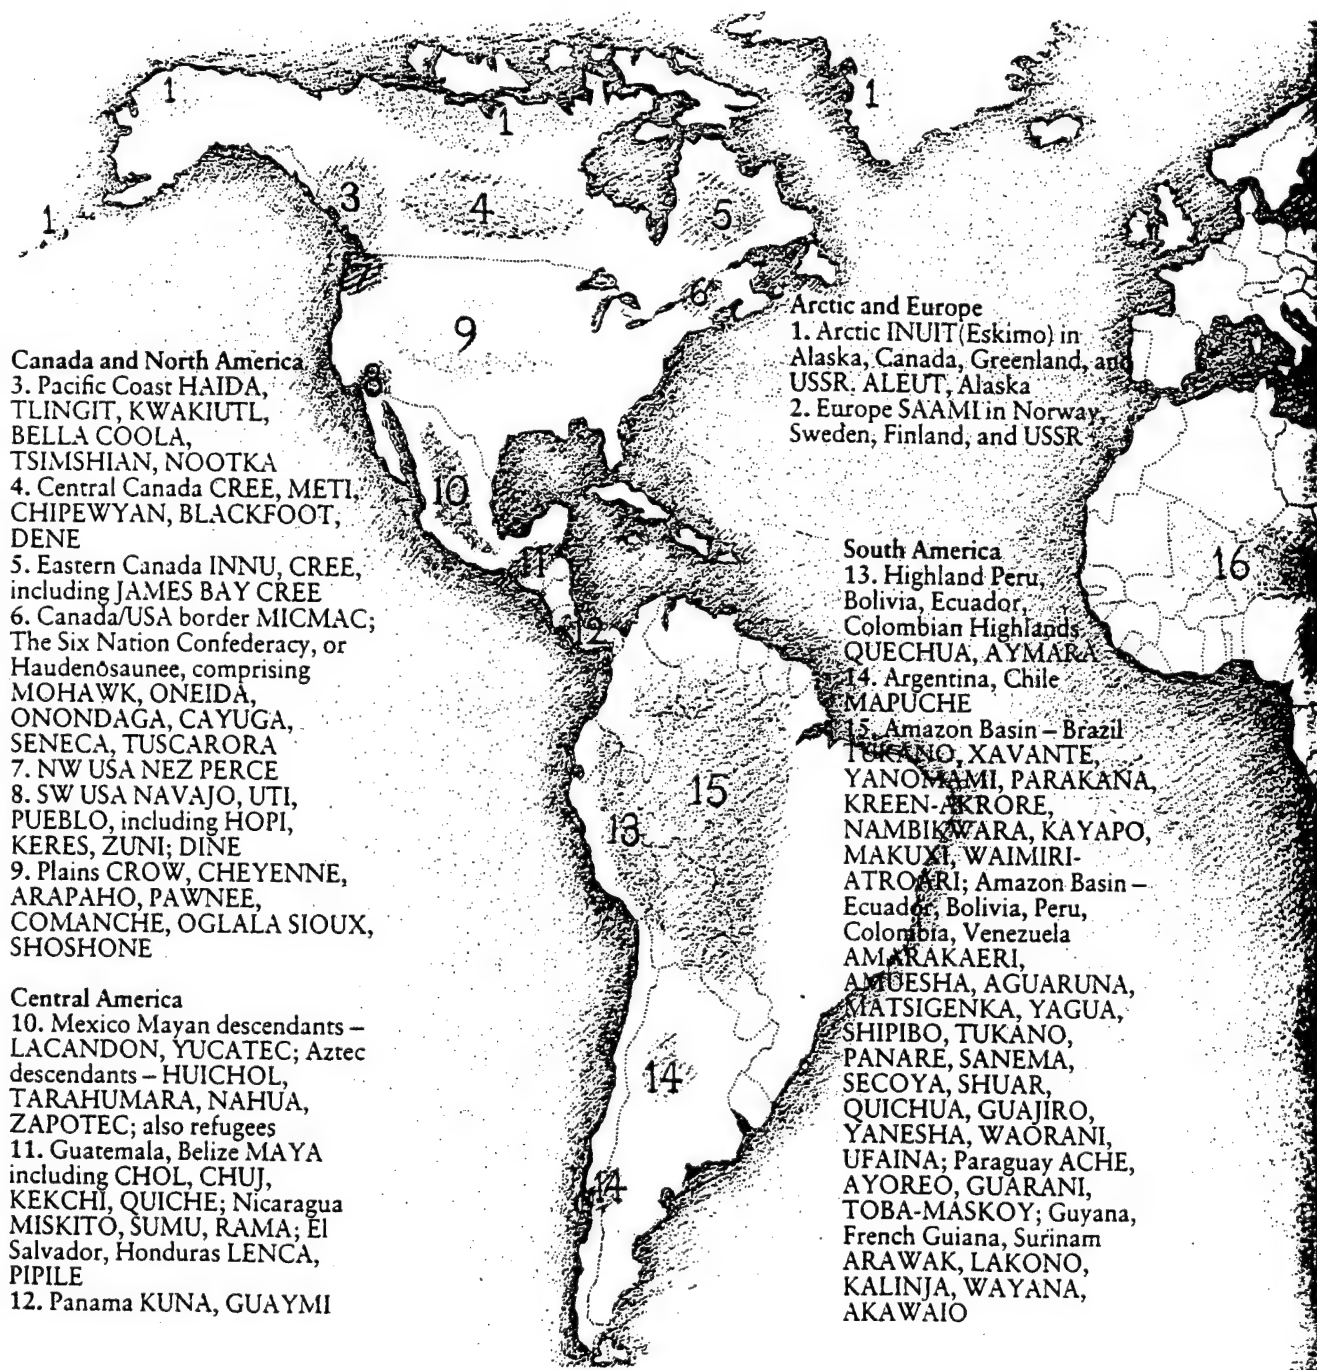 1
1
1
1
3
4
5
7
6
9
8
10
11
12
16
15
13
14
14
Canada and North America
3. Pacific Coast HAIDA,
TLINGIT, KWAKIUTL,
BELLA COOLA,
TSIMSHIAN, NOOTKA
4. Central Canada CREE, METI,
CHIPEWYAN, BLACKFOOT,
DENE
5. Eastern Canada INNU, CREE,
including JAMES BAY CREE
6. Canada/USA border MICMAC;
The Six Nation Confederacy, or
Haudenosaunee, comprising
MOHAWK, ONEIDA,
ONONDAGA, CAYUGA,
SENECA, TUSCARORA
7. NW USA NEZ PERCE
8. SW USA NAVAJO, UTI,
PUEBLO, including HOPI,
KERES, ZUNI; DINE
9. Plains CROW, CHEYENNE,
ARAPAHO, PAWNEE,
COMANCHE, OGLALA SIOUX,
SHOSHONE
Central America
10. Mexico Mayan descendants –
LACANDON, YUCATEC; Aztec
descendants – HUICHOL,
TARAHUMARA, NAHUA,
ZAPOTEC; also refugees
11. Guatemala, Belize MAYA
including CHOL, CHUJ,
KEKCHI, QUICHE; Nicaragua
MISKITO, SUMU, RAMA; El
Salvador, Honduras LENCA,
PIPILE
12. Panama KUNA, GUAYMI
Arctic and Europe
1. Arctic INUIT (Eskimo) in
Alaska, Canada, Greenland, and
USSR. ALEUT, Alaska
2. Europe SAAMI in Norway,
Sweden, Finland, and USSR
South America
13. Highland Peru,
Bolivia, Ecuador,
Colombian Highlands
QUECHUA, AYMARA
14. Argentina, Chile
MAPUCHE
15. Amazon Basin – Brazil
TUKANO, XAVANTE,
YANOMAMI, PARAKANA,
KREEN-AKRORE,
NAMBIKWARA, KAYAPO,
MAKUXI, WAIMIRI-
ATROARI; Amazon Basin –
Ecuador, Bolivia, Peru,
Colombia, Venezuela
AMARAKAERI,
AMUESHA, AGUARUNA,
MATSIGENKA, YAGUA,
SHIPIBO, TUKANO,
PANARE, SANEMA,
SECOYA, SHUAR,
QUICHUA, GUAJIRO,
YANESHA, WAORANI,
UFAINA; Paraguay ACHE,
AYOREO, GUARANI,
TOBA-MASKOY; Guyana,
French Guiana, Surinam
ARAWAK, LAKONO,
KALINJA, WAYANA,
AKAWAIO